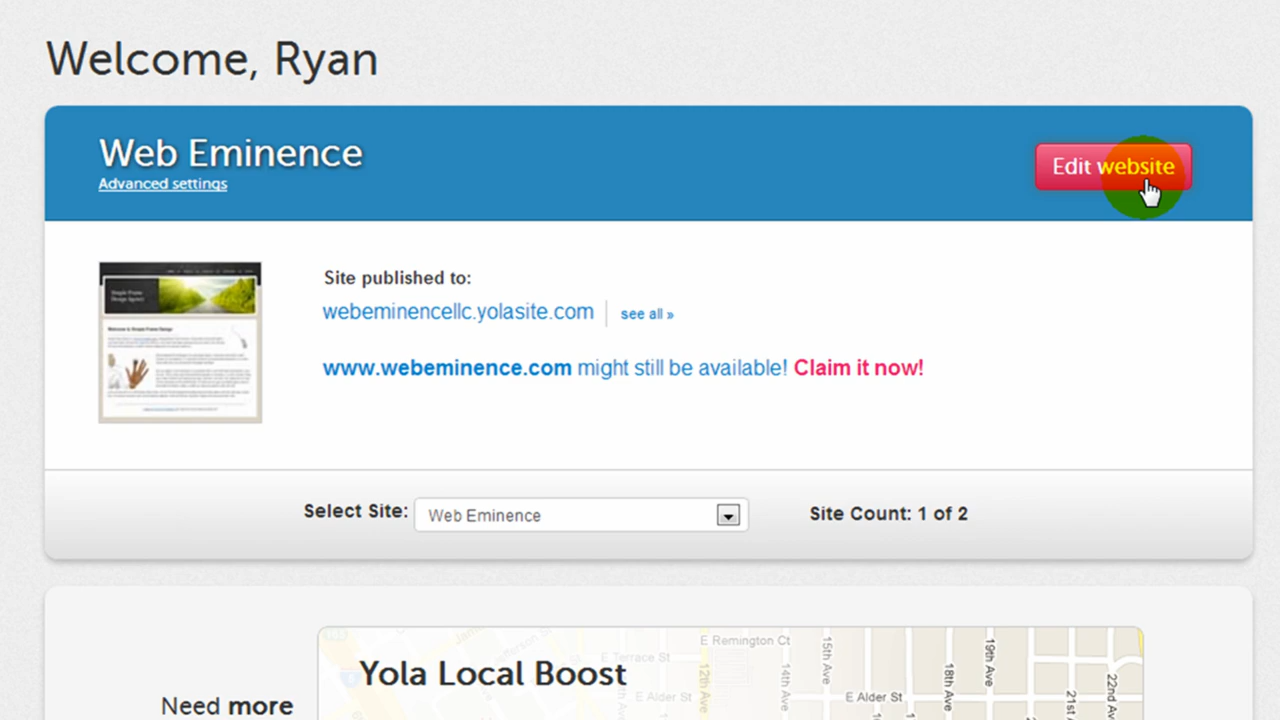 Welcome, Ryan
Web Eminence
Advanced settings
Edit website
Site published to:
webeminencellc.yolasite.com
see all »
www.webeminence.com might still be available! Claim it now!
Select Site: Web Eminence
Site Count: 1 of 2
Yola Local Boost
Need more
E Remington Ct
E Terrace St
E Alder St
E Alder St
12th Ave
14th Ave
15th Ave
18th Ave
19th Ave
21st
22nd Av